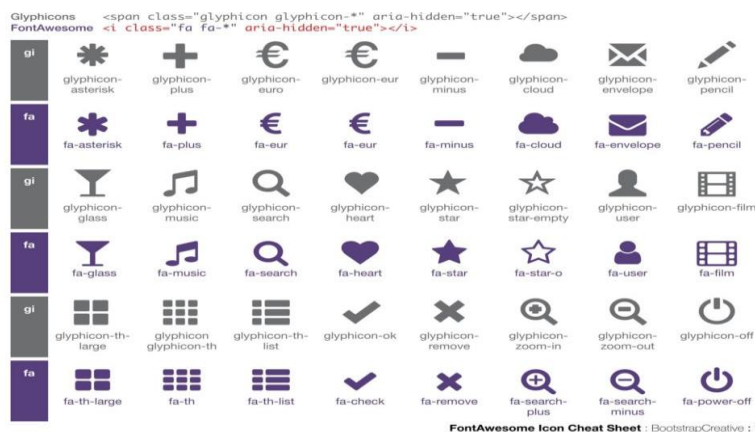 Glyphicons <span class="glyphicon glyphicon-*" aria-hidden="true"></span>
FontAwesome <i class="fa fa-*" aria-hidden="true"></i>
gi
glyphicon-asterisk
glyphicon-plus
glyphicon-euro
glyphicon-eur
glyphicon-minus
glyphicon-cloud
glyphicon-envelope
glyphicon-pencil
fa
fa-asterisk
fa-plus
fa-eur
fa-eur
fa-minus
fa-cloud
fa-envelope
fa-pencil
gi
glyphicon-glass
glyphicon-music
glyphicon-search
glyphicon-heart
glyphicon-star
glyphicon-star-empty
glyphicon-user
glyphicon-film
fa
fa-glass
fa-music
fa-search
fa-heart
fa-star
fa-star-o
fa-user
fa-film
gi
glyphicon-th-large
glyphicon glyphicon-th
glyphicon-th-list
glyphicon-ok
glyphicon-remove
glyphicon-zoom-in
glyphicon-zoom-out
glyphicon-off
fa
fa-th-large
fa-th
fa-th-list
fa-check
fa-remove
fa-search-plus
fa-search-minus
fa-power-off
FontAwesome Icon Cheat Sheet : BootstrapCreative :